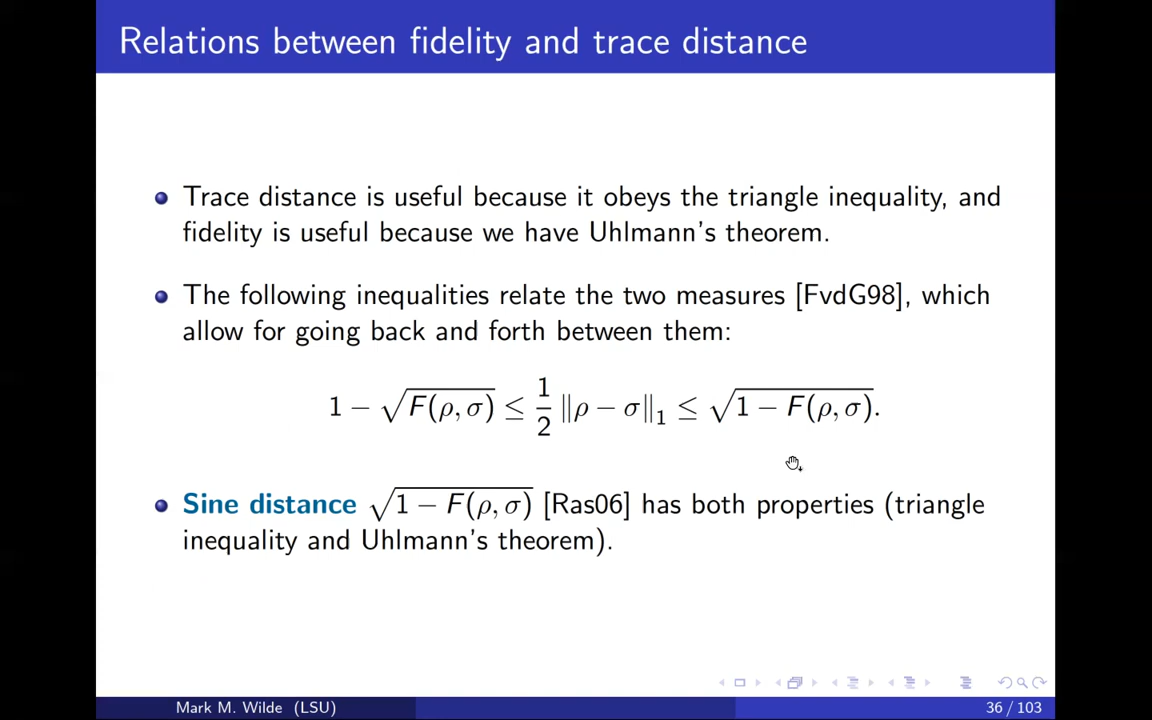 Relations between fidelity and trace distance
Trace distance is useful because it obeys the triangle inequality, and
fidelity is useful because we have Uhlmann's theorem.
The following inequalities relate the two measures [FvdG98], which
allow for going back and forth between them:
1 − √F(ρ, σ) ≤ 1/2 ‖ρ − σ‖₁ ≤ √1 − F(ρ, σ).
Sine distance √1 − F(ρ, σ) [Ras06] has both properties (triangle
inequality and Uhlmann's theorem).
Mark M. Wilde (LSU)
36 / 103